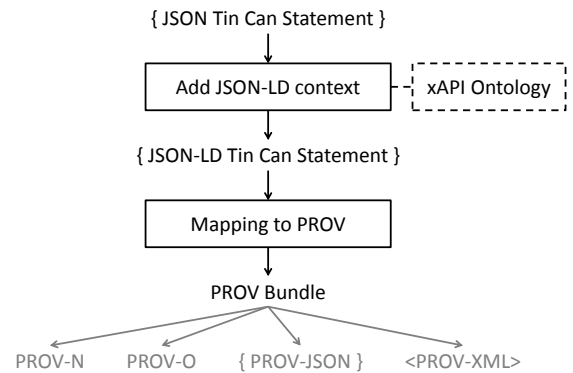 { JSON Tin Can Statement }
Add JSON-LD context
xAPI Ontology
{ JSON-LD Tin Can Statement }
Mapping to PROV
PROV Bundle
PROV-N PROV-O { PROV-JSON } <PROV-XML>